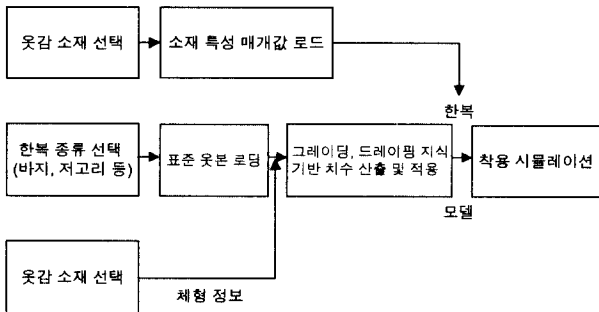 옷감 소재 선택
소재 특성 매개값 로드
한복
한복 종류 선택
(바지, 저고리 등)
표준 옷본 로딩
그레이딩, 드레이핑 지식
기반 치수 산출 및 적용
착용 시뮬레이션
모델
옷감 소재 선택
체형 정보